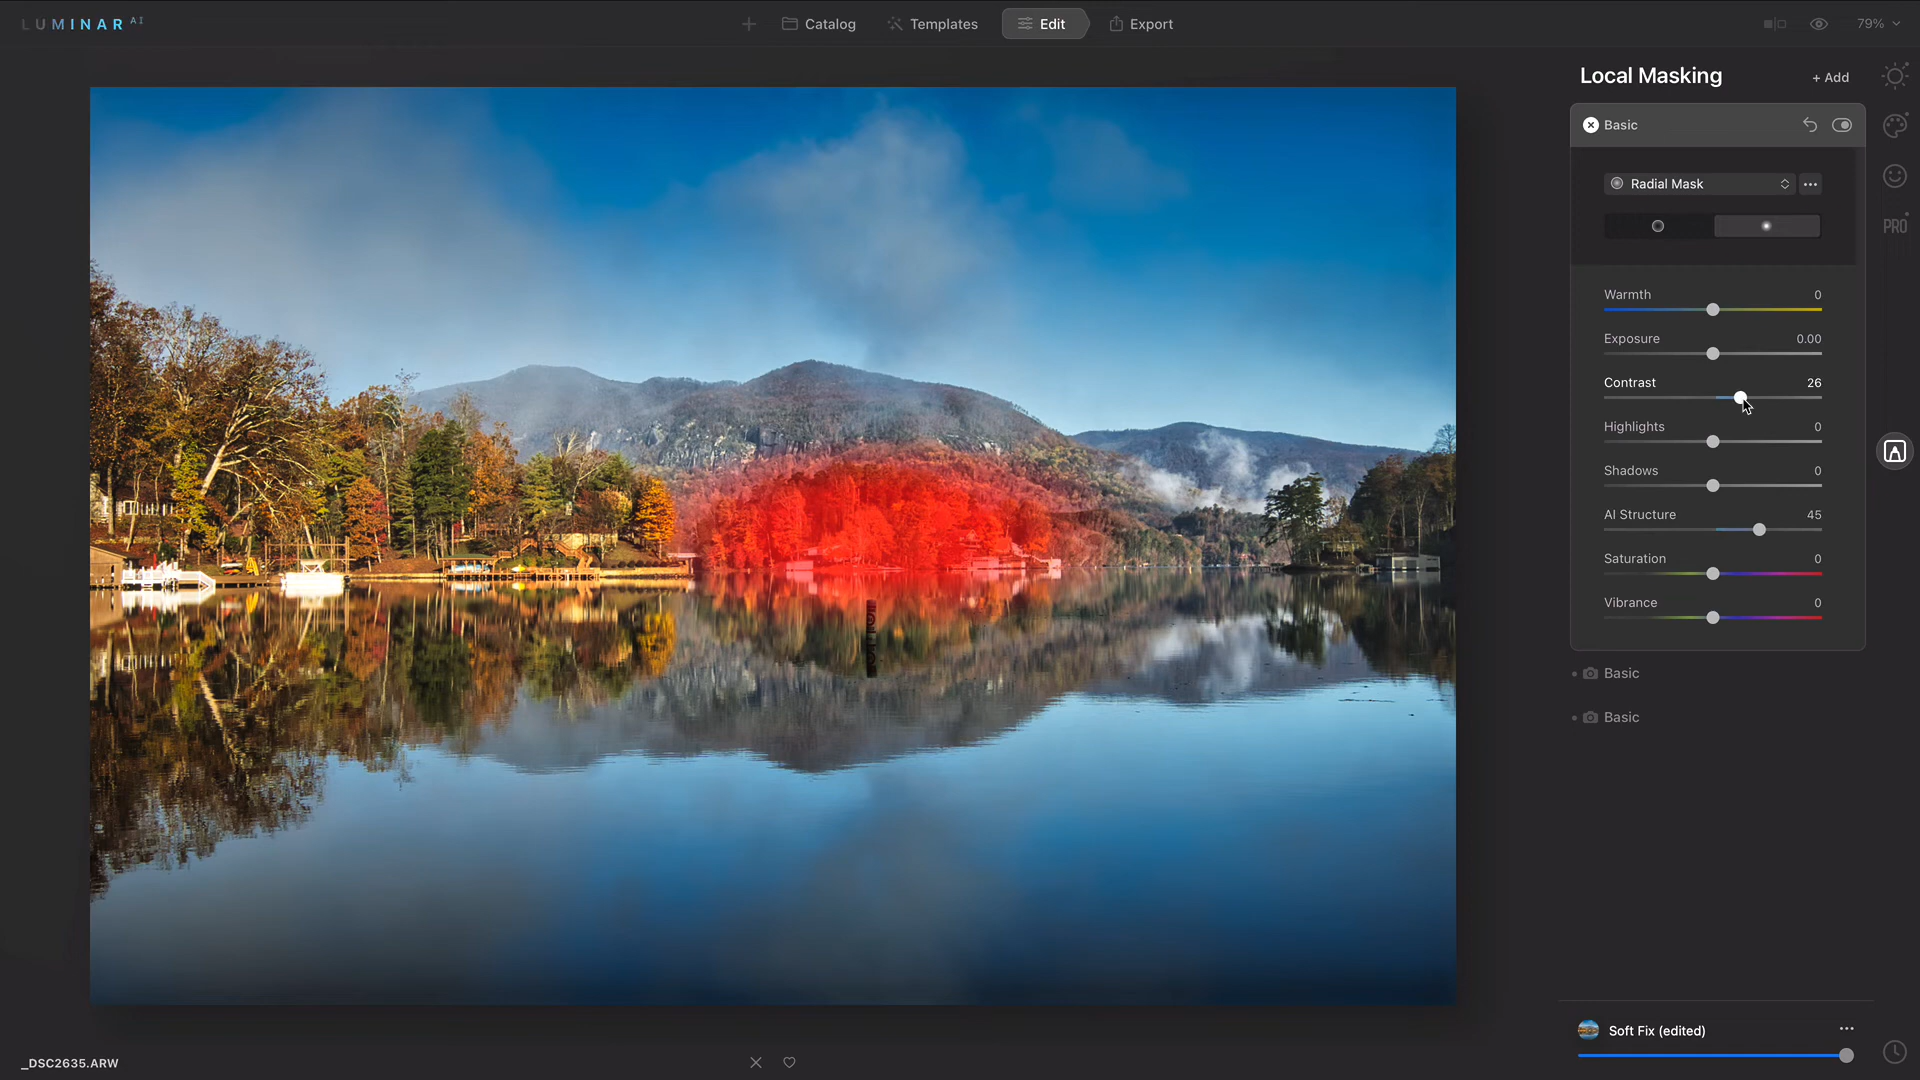 LUMINAR AI
Catalog
Templates
Edit
Export
79%
Local Masking
+ Add
Basic
Radial Mask
PRO
Warmth 0
Exposure 0.00
Contrast 26
Highlights 0
Shadows 0
AI Structure 45
Saturation 0
Vibrance 0
Basic
Basic
Soft Fix (edited)
_DSC2635.ARW